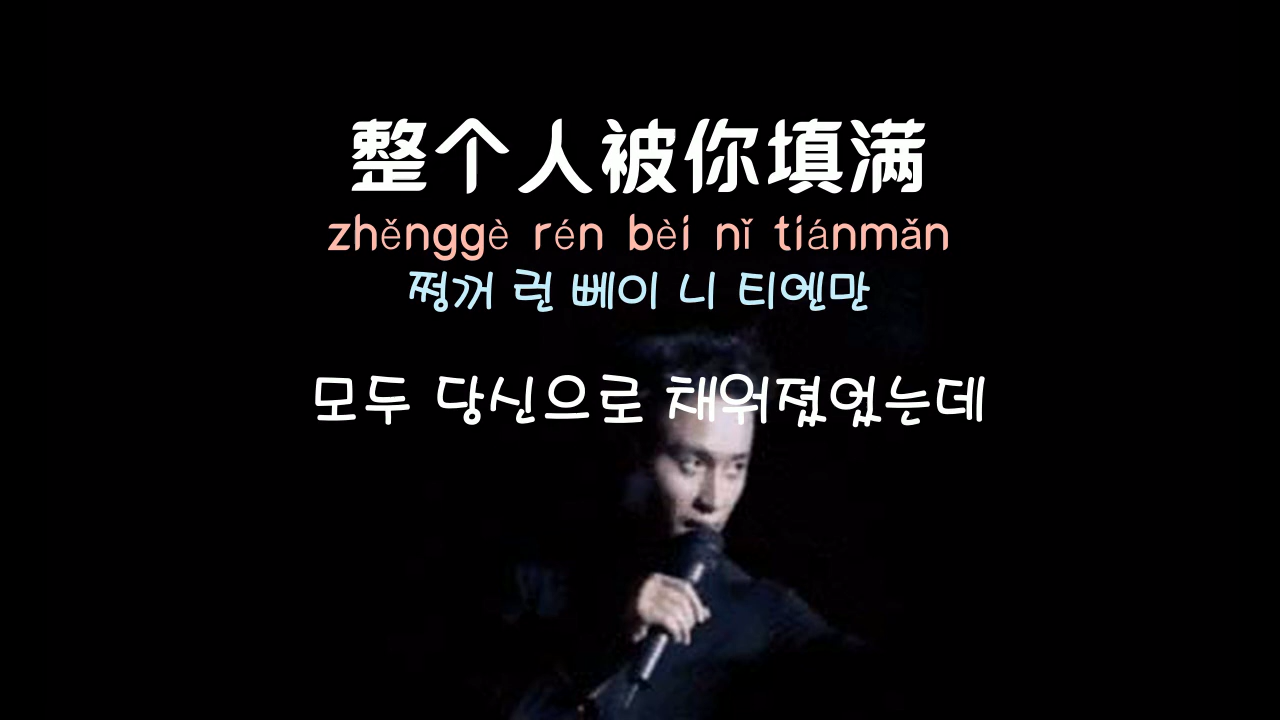 整个人被你填满
zhěnggè rén bèi nǐ tiánmǎn
쩡꺼 런 뻬이 니 티엔만
모두 당신으로 채워졌었는데